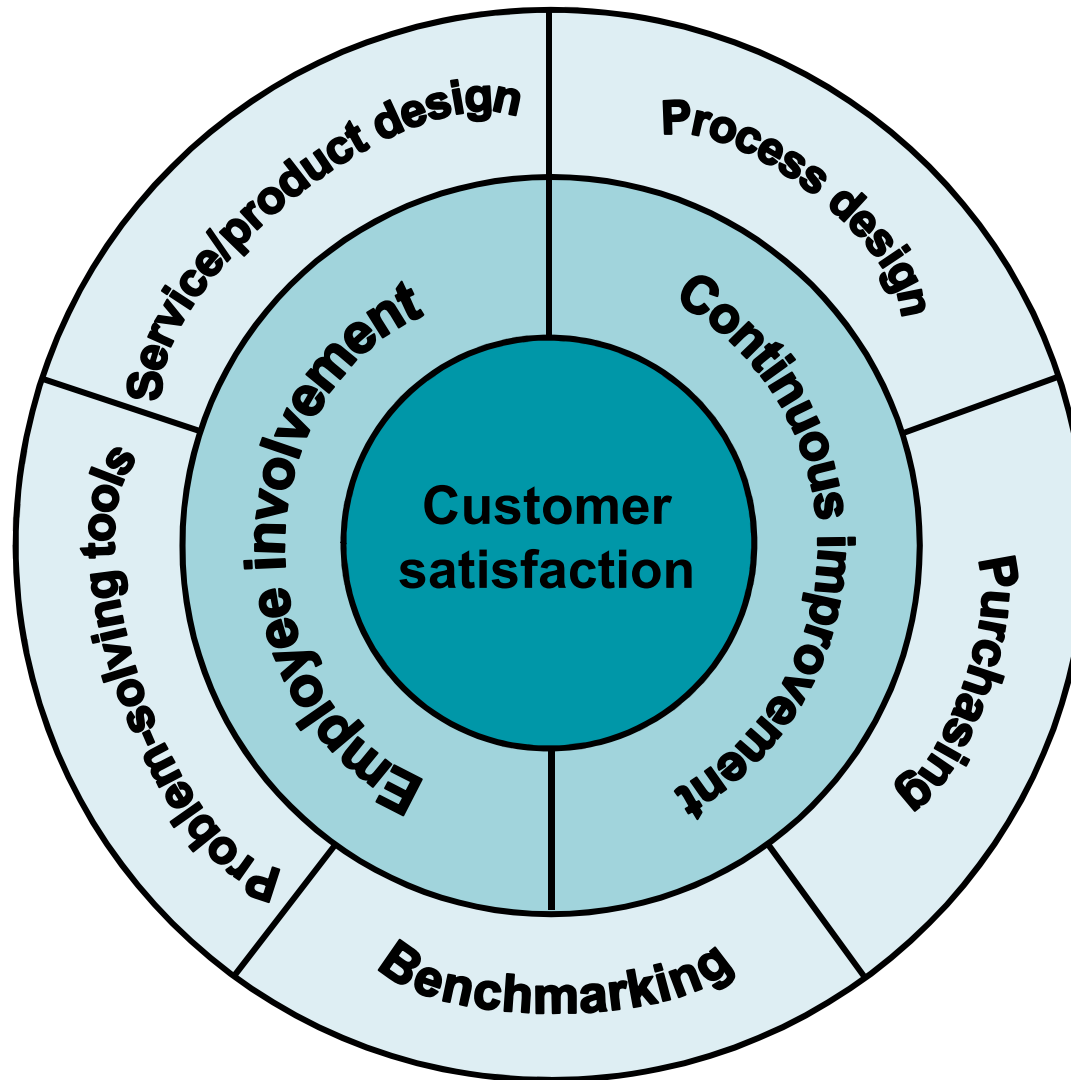 Service/product design
Process design
Employee involvement
Continuous improvement
Customer
satisfaction
Problem-solving tools
Purchasing
Benchmarking